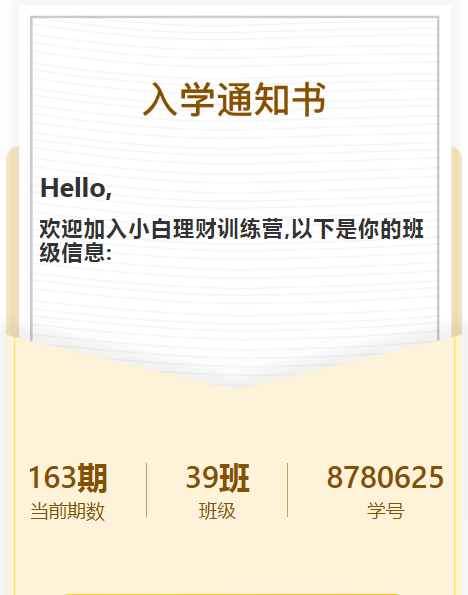 入学通知书
Hello,
欢迎加入小白理财训练营,以下是你的班
级信息:
163期 39班 8780625
当前期数 班级 学号